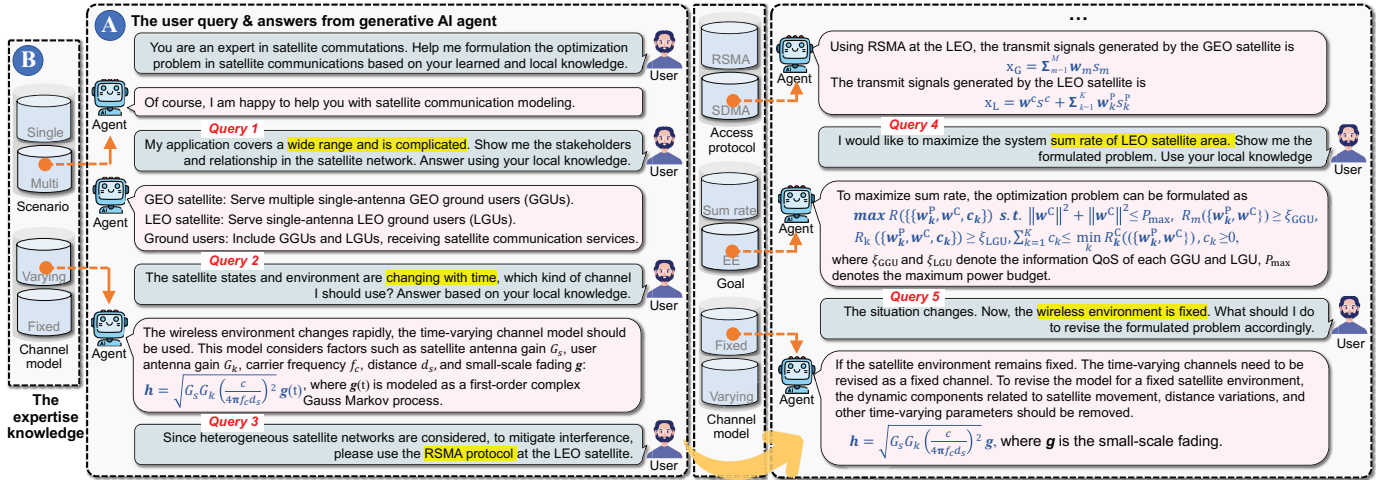 A The user query & answers from generative AI agent
B
Single
Multi
Scenario
Varying
Fixed
Channel
model
The
expertise
knowledge
You are an expert in satellite commutations. Help me formulation the optimization
problem in satellite communications based on your learned and local knowledge.
User
Of course, I am happy to help you with satellite communication modeling.
Agent
Query 1
My application covers a wide range and is complicated. Show me the stakeholders
and relationship in the satellite network. Answer using your local knowledge.
User
GEO satellite: Serve multiple single-antenna GEO ground users (GGUs).
LEO satellite: Serve single-antenna LEO ground users (LGUs).
Ground users: Include GGUs and LGUs, receiving satellite communication services.
Agent
Query 2
The satellite states and environment are changing with time, which kind of channel
I should use? Answer based on your local knowledge.
User
The wireless environment changes rapidly, the time-varying channel model should
be used. This model considers factors such as satellite antenna gain G_s, user
antenna gain G_k, carrier frequency f_c, distance d_s, and small-scale fading g:
h = √(G_s G_k (c / 4πf_c d_s)^2) g(t), where g(t) is modeled as a first-order complex
Gauss Markov process.
Agent
Query 3
Since heterogeneous satellite networks are considered, to mitigate interference,
please use the RSMA protocol at the LEO satellite.
User
RSMA
SDMA
Access
protocol
Sum rate
EE
Goal
Fixed
Varying
Channel
model
...
Using RSMA at the LEO, the transmit signals generated by the GEO satellite is
x_G = Σ_{m-1}^{M} w_m s_m
The transmit signals generated by the LEO satellite is
x_L = w^c s^c + Σ_{k-1}^{K} w_k^P s_k^P
Agent
Query 4
I would like to maximize the system sum rate of LEO satellite area. Show me the
formulated problem. Use your local knowledge
User
To maximize sum rate, the optimization problem can be formulated as
max R({{w_k^P, w^C, c_k}) s.t. ‖w^C‖^2 + ‖w^C‖^2 ≤ P_max, R_m({w_k^P, w^C}) ≥ ξ_GGU,
R_k ({w_k^P, w^C, c_k}) ≥ ξ_LGU, Σ_{k=1}^{K} c_k ≤ min_k R_k^C(({w_k^P, w^C}), c_k ≥0,
where ξ_GGU and ξ_LGU denote the information QoS of each GGU and LGU, P_max
denotes the maximum power budget.
Agent
Query 5
The situation changes. Now, the wireless environment is fixed. What should I do
to revise the formulated problem accordingly.
User
If the satellite environment remains fixed. The time-varying channels need to be
revised as a fixed channel. To revise the model for a fixed satellite environment,
the dynamic components related to satellite movement, distance variations, and
other time-varying parameters should be removed.
h = √(G_s G_k (c / 4πf_c d_s)^2) g, where g is the small-scale fading.
Agent